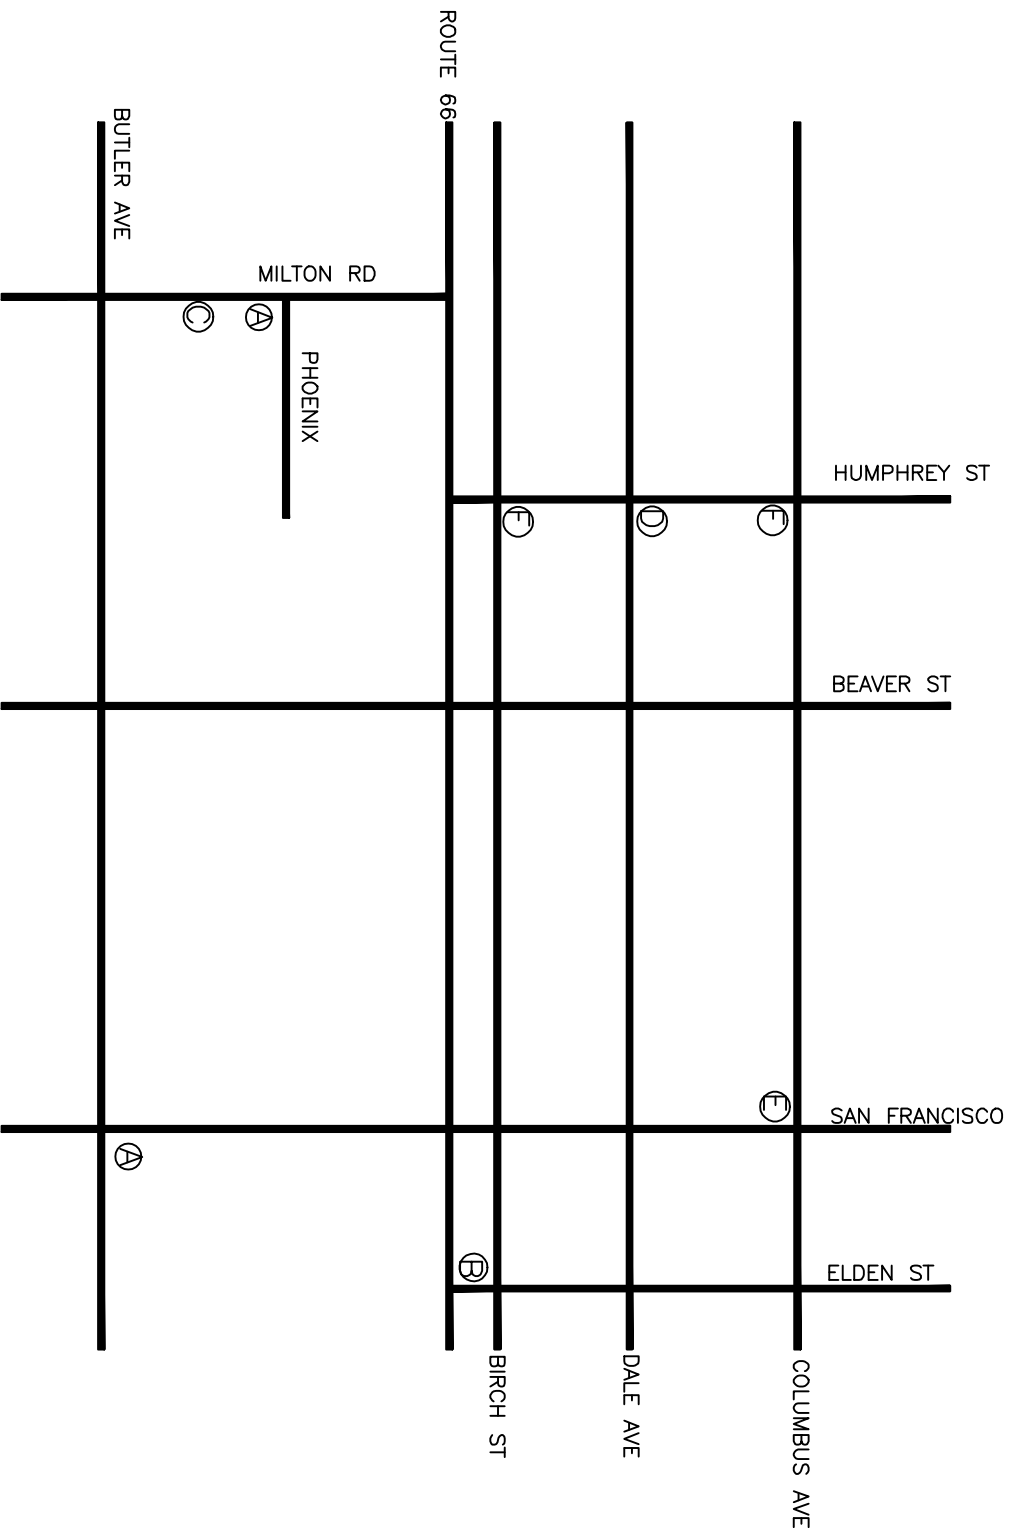 ROUTE 66
BUTLER AVE
MILTON RD
C
A
PHOENIX
HUMPHREY ST
F
D
F
BEAVER ST
E
SAN FRANCISCO
A
B
ELDEN ST
BIRCH ST
DALE AVE
COLUMBUS AVE